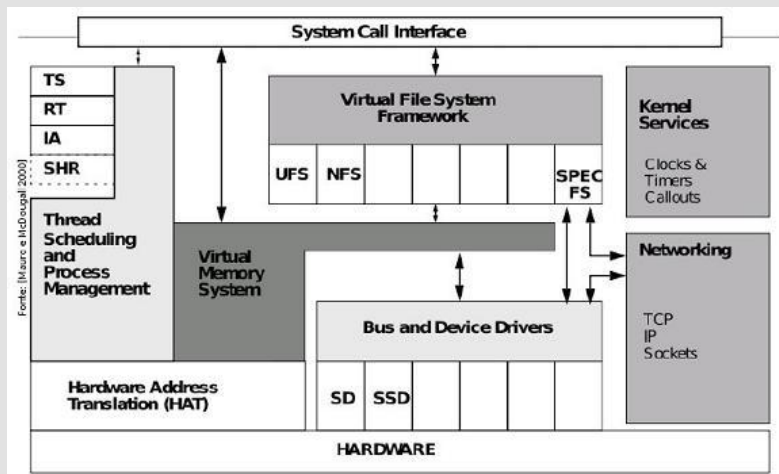 System Call Interface
TS
RT
IA
SHR
Thread
Scheduling
and
Process
Management
Fonte: [Mauro e McDougall 2000]
Virtual
Memory
System
Virtual File System
Framework
UFS
NFS
SPEC
FS
Kernel
Services
Clocks &
Timers
Callouts
Networking
TCP
IP
Sockets
Bus and Device Drivers
SD
SSD
Hardware Address
Translation (HAT)
HARDWARE